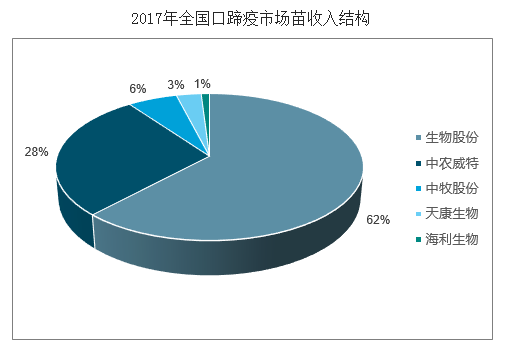 2017年全国口蹄疫市场苗收入结构
1%
3%
6%
28%
62%
生物股份
中农威特
中牧股份
天康生物
海利生物